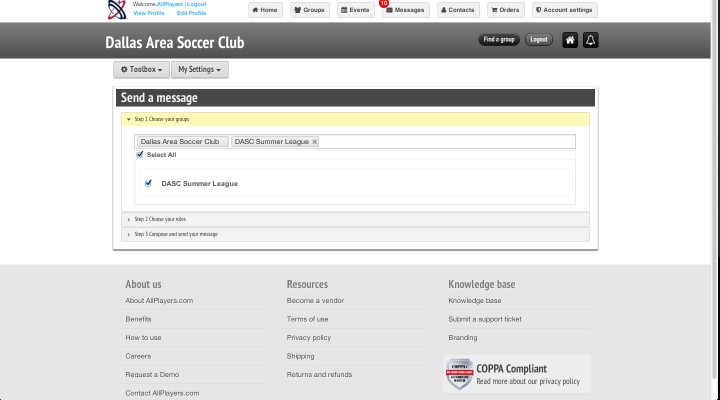 Welcome,AllPlayers | Logout
View Profile Edit Profile
Home Groups Events 10 Messages Contacts Orders Account settings
Dallas Area Soccer Club
Find a group Logout
Toolbox My Settings
Send a message
Step 1 Choose your groups
Dallas Area Soccer Club DASC Summer League ×
Select All
DASC Summer League
Step 2 Choose your roles
Step 3 Compose and send your message
About us Resources Knowledge base
About AllPlayers.com Become a vendor Knowledge base
Benefits Terms of use Submit a support ticket
How to use Privacy policy Branding
Careers Shipping
Request a Demo Returns and refunds
COPPA Compliant
Read more about our privacy policy
Contact AllPlayers.com